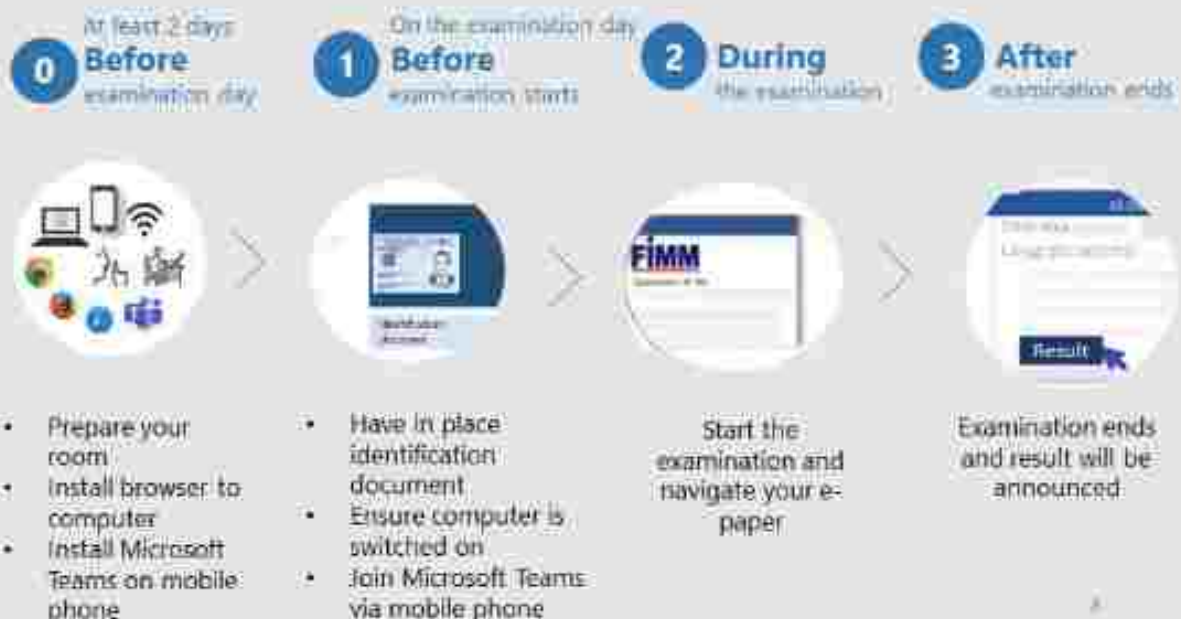 0
At least 2 days
Before
examination day
1
On the examination day
Before
examination starts
2
During
the examination
3
After
examination ends
FiMM
Result
• Prepare your
room
• Install browser to
computer
• Install Microsoft
Teams on mobile
phone
• Have in place
identification
document
• Ensure computer is
switched on
• Join Microsoft Teams
via mobile phone
Start the
examination and
navigate your e-
paper
Examination ends
and result will be
announced